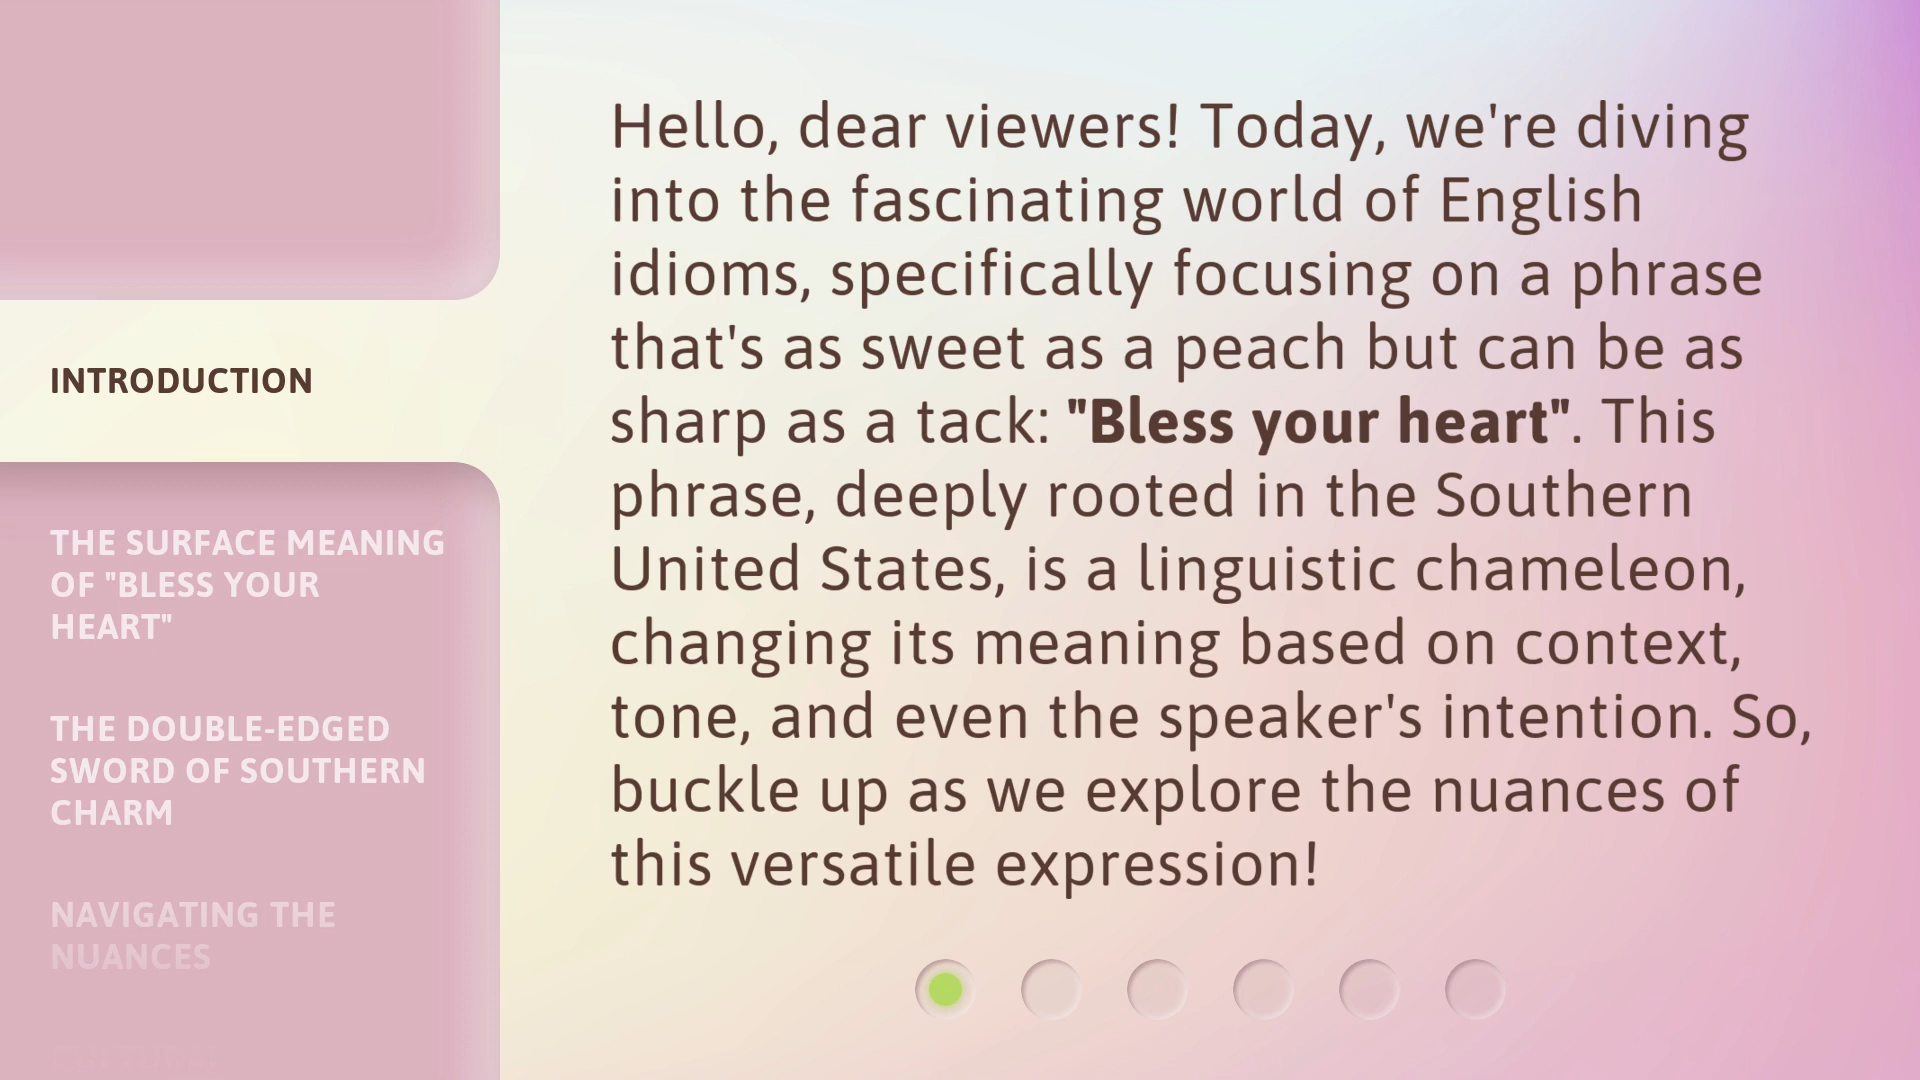 INTRODUCTION
THE SURFACE MEANING
OF "BLESS YOUR
HEART"
THE DOUBLE-EDGED
SWORD OF SOUTHERN
CHARM
NAVIGATING THE
NUANCES
Hello, dear viewers! Today, we're diving
into the fascinating world of English
idioms, specifically focusing on a phrase
that's as sweet as a peach but can be as
sharp as a tack: "Bless your heart". This
phrase, deeply rooted in the Southern
United States, is a linguistic chameleon,
changing its meaning based on context,
tone, and even the speaker's intention. So,
buckle up as we explore the nuances of
this versatile expression!